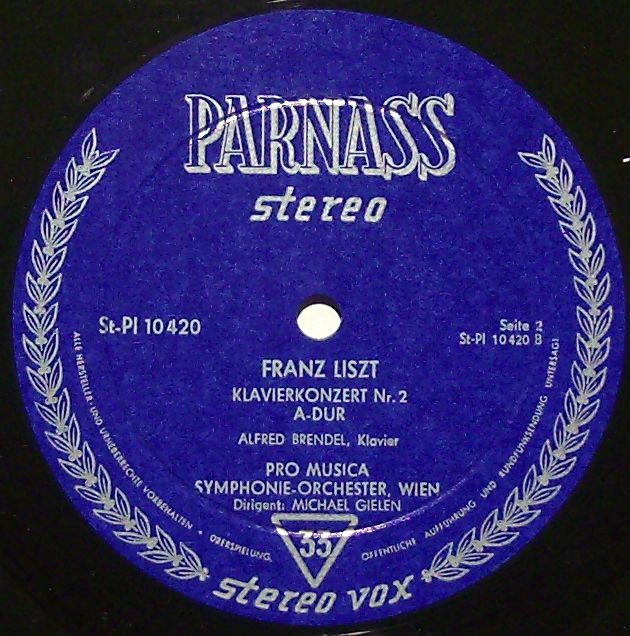 PARNASS
stereo
St-Pl 10420
Seite 2
St-Pl 10420 B
FRANZ LISZT
KLAVIERKONZERT Nr. 2
A-DUR
ALFRED BRENDEL, Klavier
PRO MUSICA
SYMPHONIE-ORCHESTER, WIEN
Dirigent: MICHAEL GIELEN
33
ALLE HERSTELLER- UND URHEBERRECHTE VORBEHALTEN • ÜBERSPIELUNG, ÖFFENTLICHE AUFFÜHRUNG UND RUNDFUNKSENDUNG UNTERSAGT
stereo vox